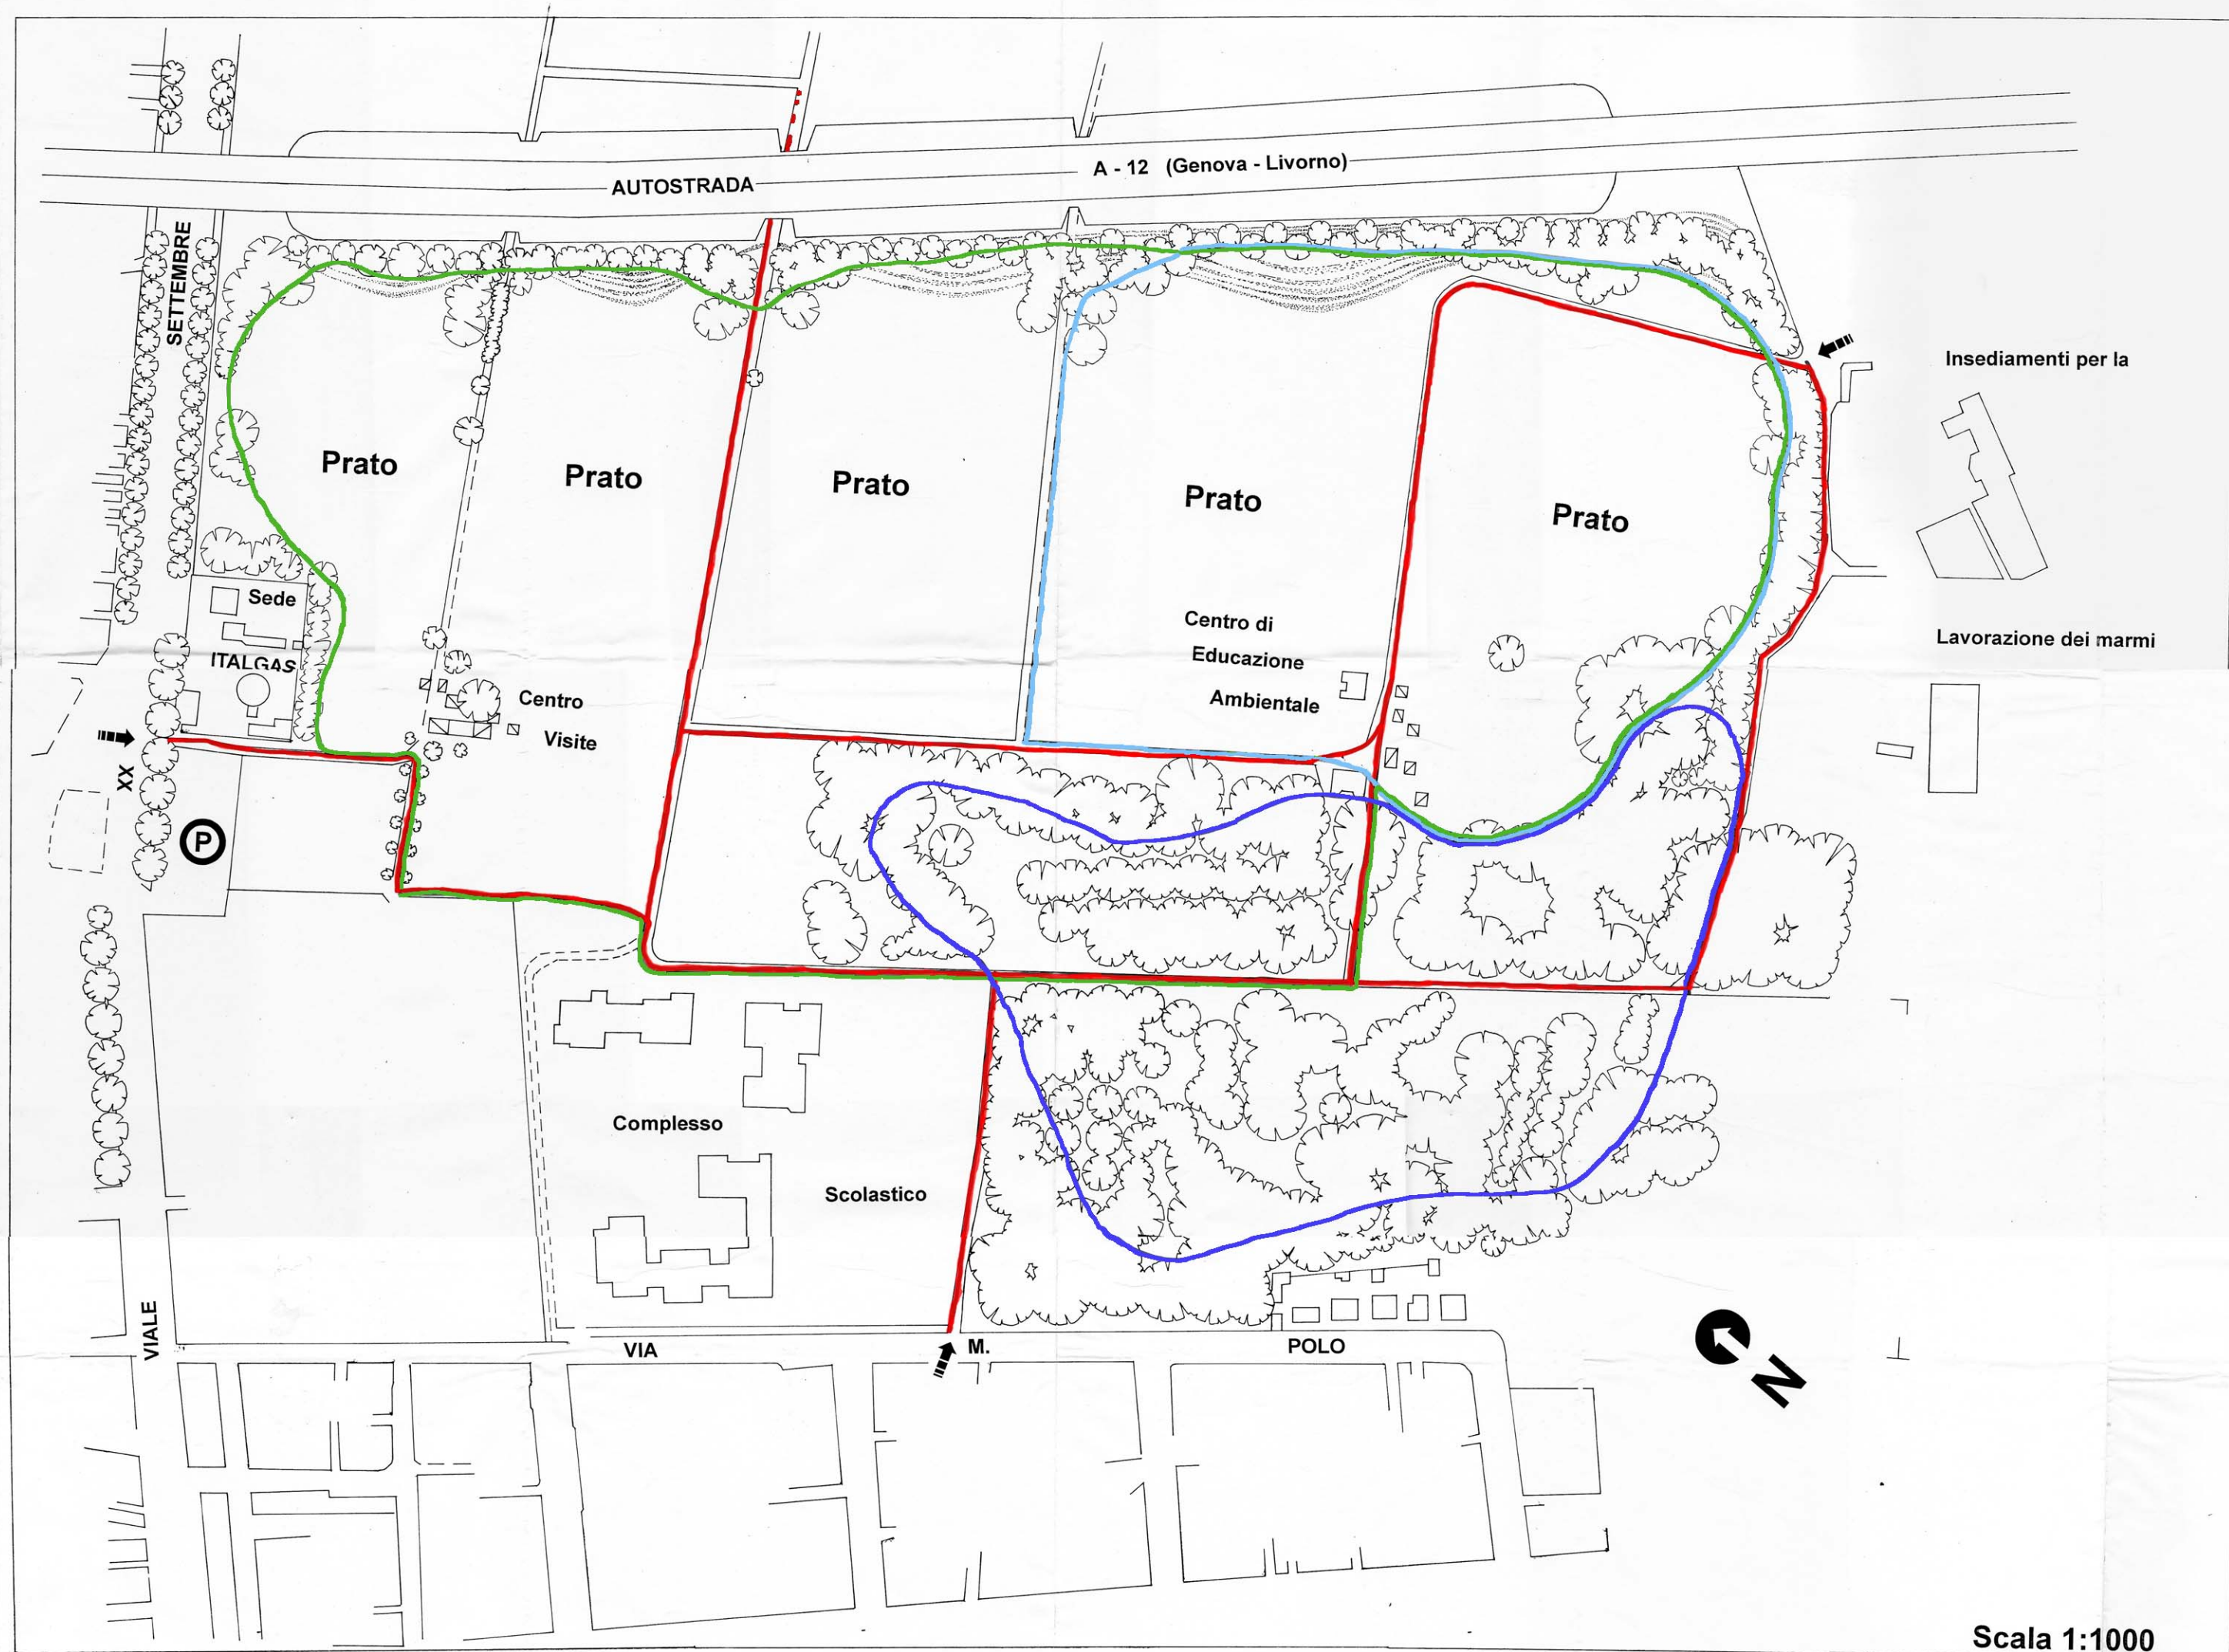 AUTOSTRADA
A - 12 (Genova - Livorno)
SETTEMBRE
Insediamenti per la
Prato
Prato
Prato
Prato
Prato
Sede
ITALGAS
Centro di
Educazione
Ambientale
Lavorazione dei marmi
Centro
Visite
XX
P
Complesso
Scolastico
VIALE
VIA
M.
POLO
N
Scala 1:1000